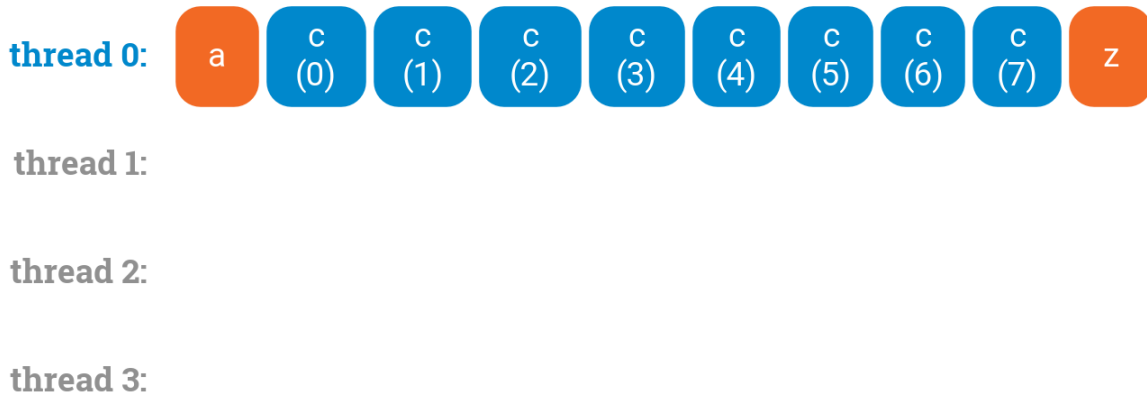 thread 0:
a
c
(0)
c
(1)
c
(2)
c
(3)
c
(4)
c
(5)
c
(6)
c
(7)
z
thread 1:
thread 2:
thread 3: